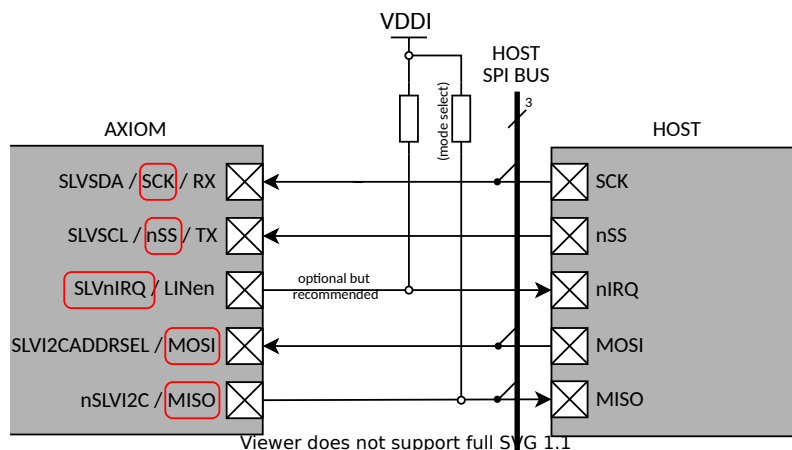 VDDI
HOST
SPI BUS
3
(mode select)
AXIOM
HOST
SLVSDA / SCK / RX
SCK
SLVSCL / nSS / TX
nSS
SLVnIRQ / LINen
optional but
recommended
nIRQ
SLVI2CADDRSEL / MOSI
MOSI
nSLVI2C / MISO
MISO
Viewer does not support full SVG 1.1